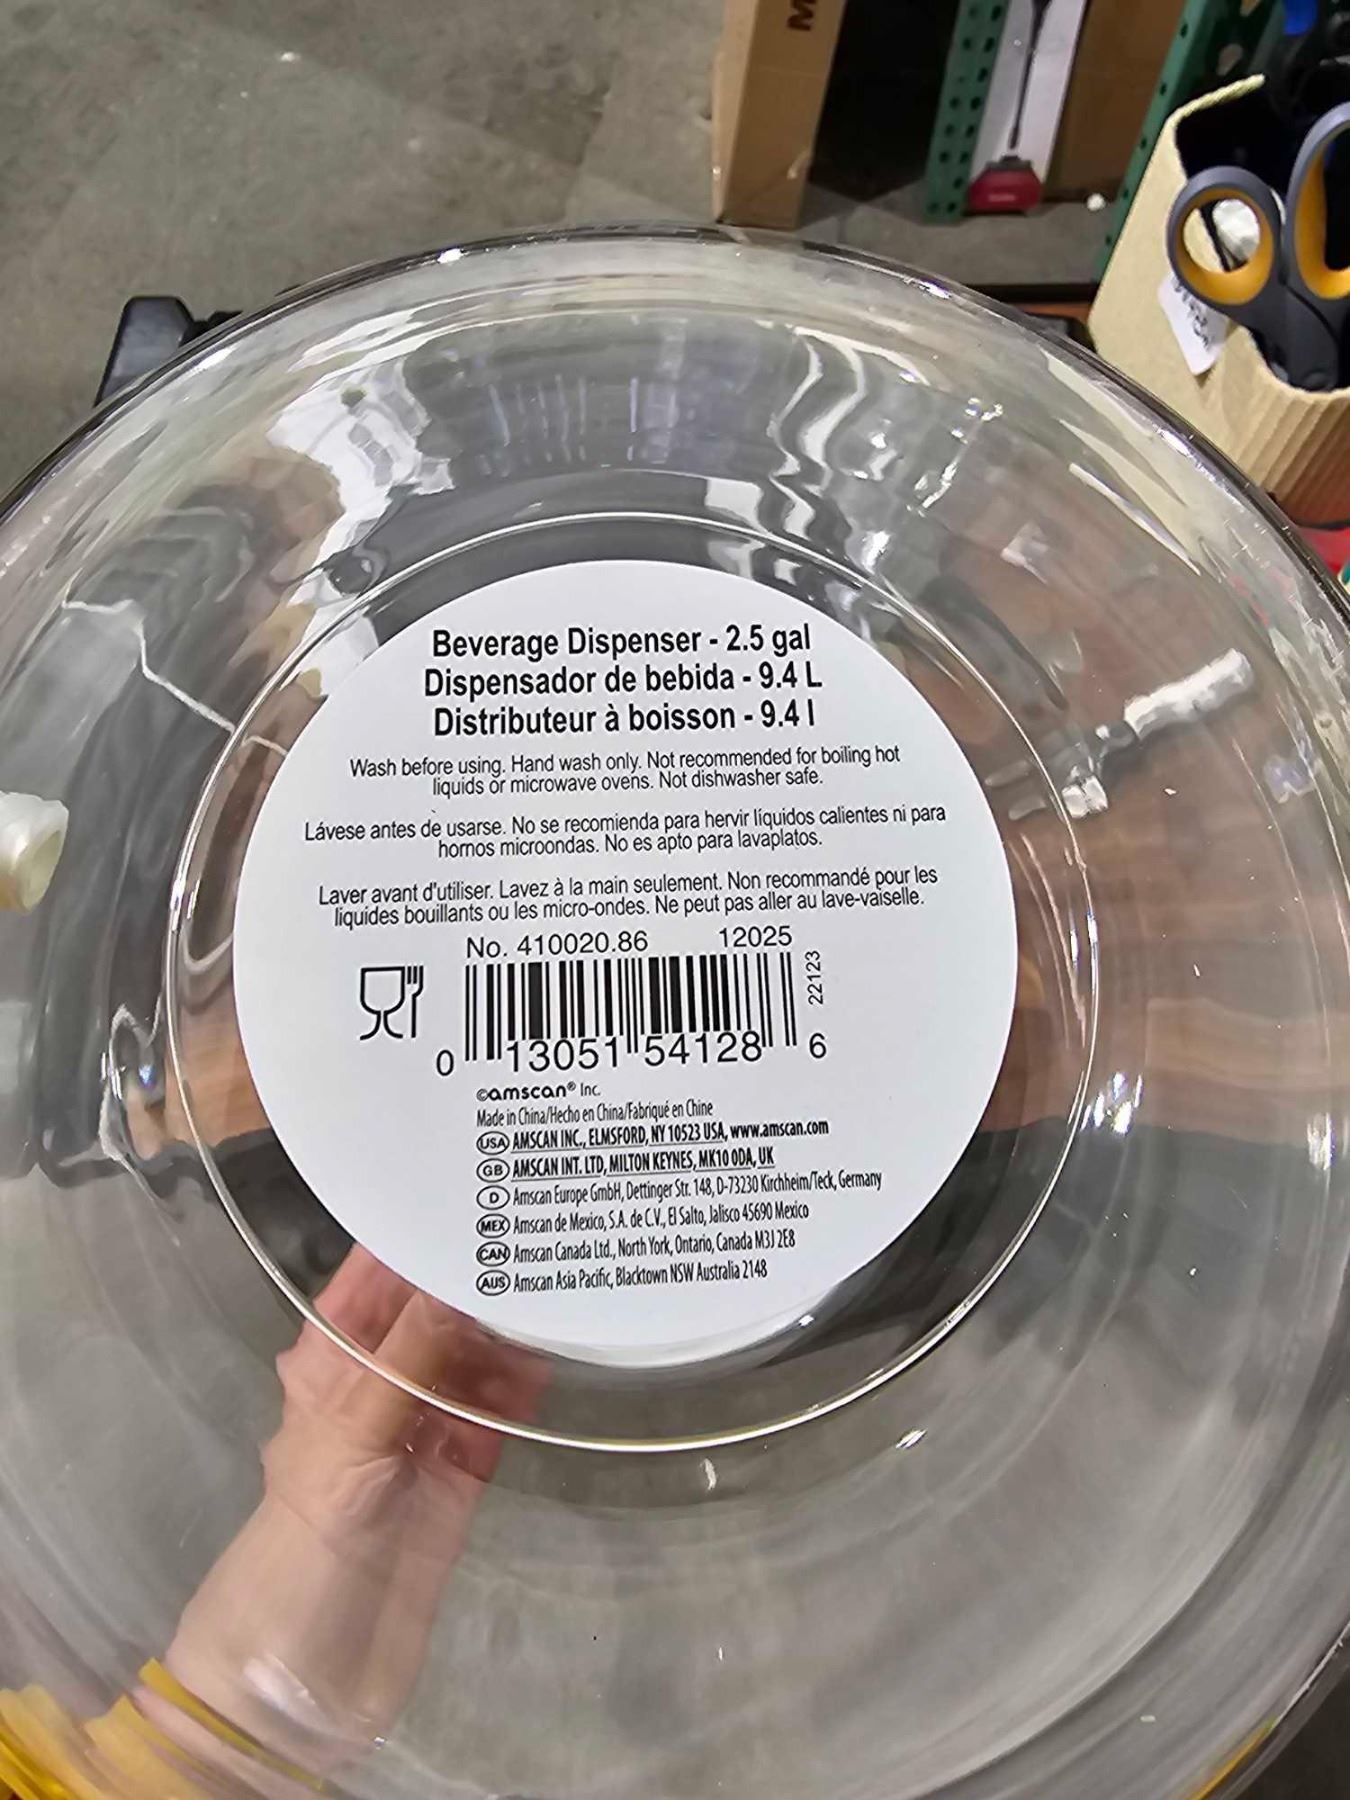 M
Beverage Dispenser - 2.5 gal
Dispensador de bebida - 9.4 L
Distributeur à boisson - 9.4 l
Wash before using. Hand wash only. Not recommended for boiling hot
liquids or microwave ovens. Not dishwasher safe.
Lávese antes de usarse. No se recomienda para hervir líquidos calientes ni para
hornos microondas. No es apto para lavaplatos.
Laver avant d'utiliser. Lavez à la main seulement. Non recommandé pour les
liquides bouillants ou les micro-ondes. Ne peut pas aller au lave-vaiselle.
No. 410020.86 12025
22123
0 13051 54128 6
©amscan® Inc.
Made in China/Hecho en China/Fabriqué en Chine
USA AMSCAN INC., ELMSFORD, NY 10523 USA, www.amscan.com
GB AMSCAN INT. LTD, MILTON KEYNES, MK10 0DA, UK
D Amscan Europe GmbH, Dettinger Str. 148, D-73230 Kirchheim/Teck, Germany
MEX Amscan de Mexico, S.A. de C.V., El Salto, Jalisco 45690 Mexico
CAN Amscan Canada Ltd., North York, Ontario, Canada M3J 2E8
AUS Amscan Asia Pacific, Blacktown NSW Australia 2148